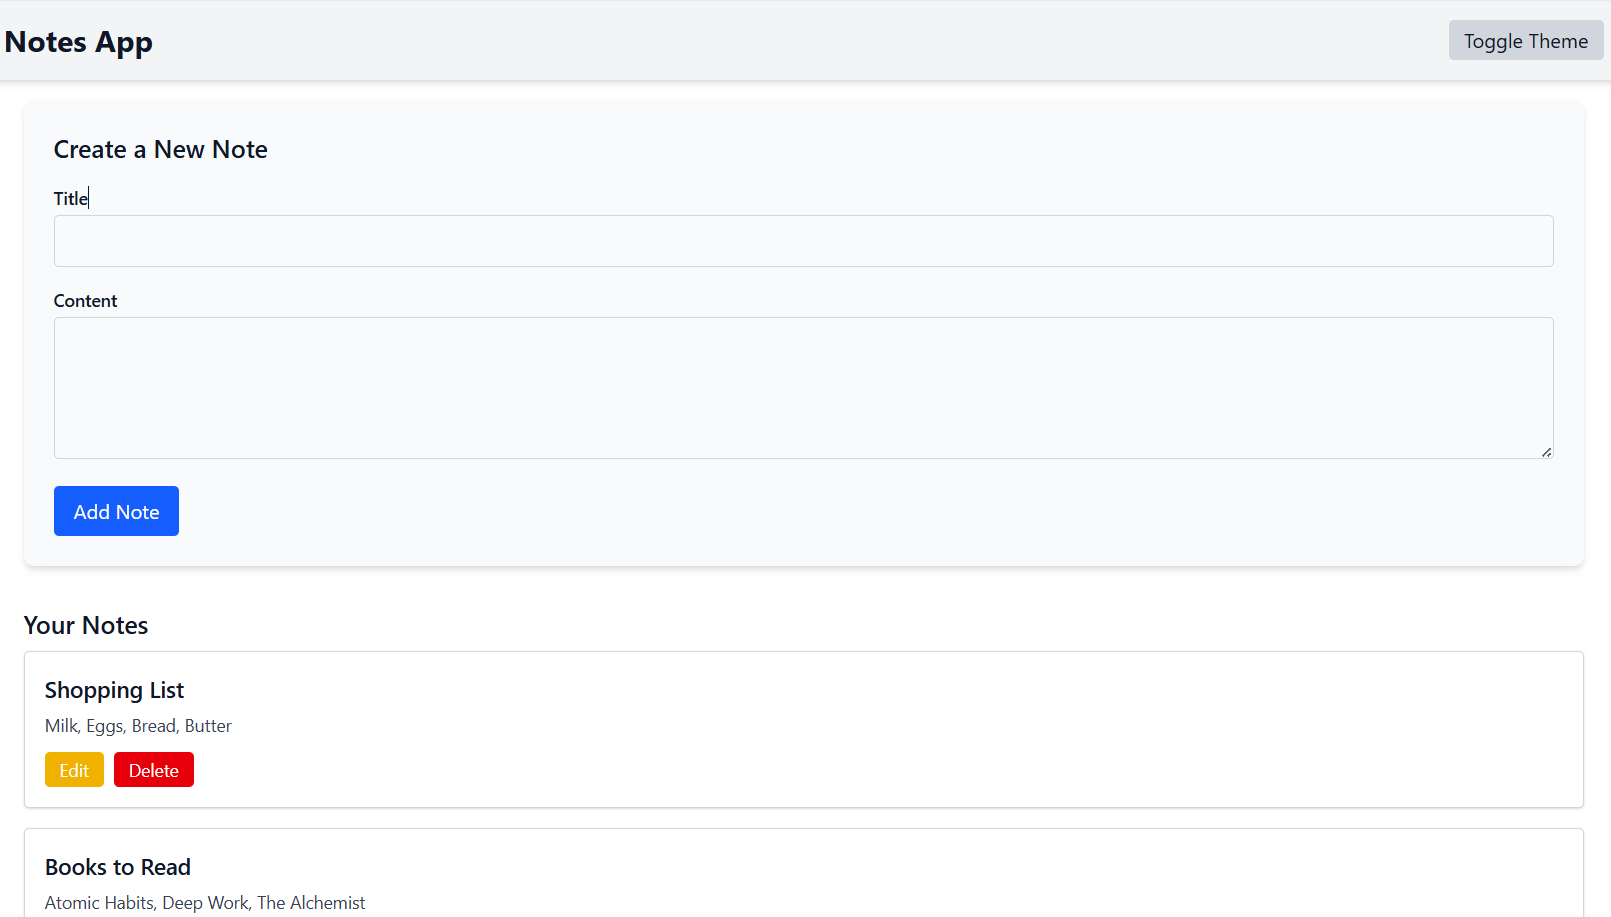 Notes App
Toggle Theme
Create a New Note
Title
Content
Add Note
Your Notes
Shopping List
Milk, Eggs, Bread, Butter
Edit Delete
Books to Read
Atomic Habits, Deep Work, The Alchemist